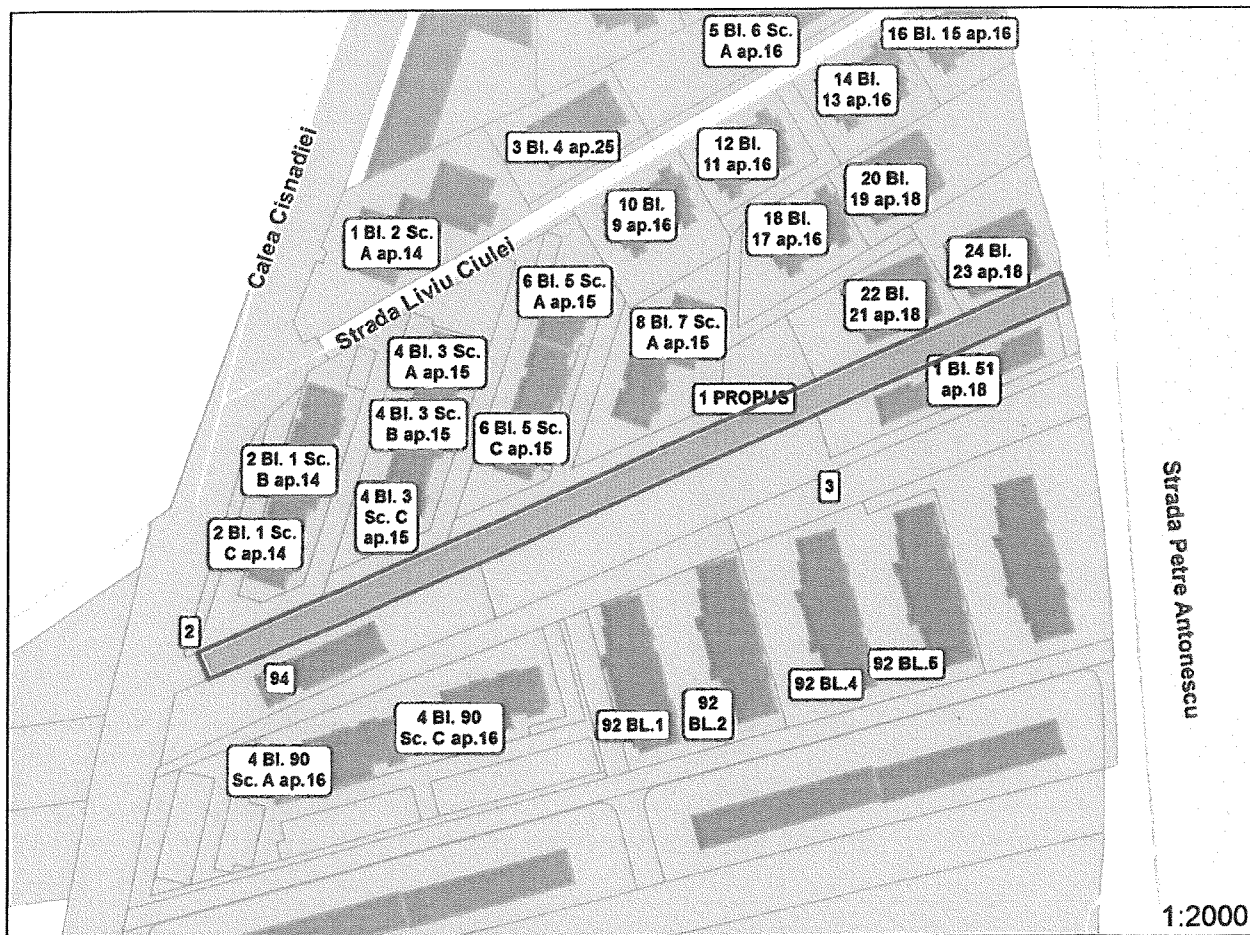 5 Bl. 6 Sc.
A ap.16
16 Bl. 15 ap.16
14 Bl.
13 ap.16
3 Bl. 4 ap.25
12 Bl.
11 ap.16
20 Bl.
19 ap.18
Calea Cisnadiei
1 Bl. 2 Sc.
A ap.14
10 Bl.
9 ap.16
18 Bl.
17 ap.16
24 Bl.
23 ap.18
Strada Liviu Ciulei
6 Bl. 5 Sc.
A ap.15
22 Bl.
21 ap.18
8 Bl. 7 Sc.
A ap.15
4 Bl. 3 Sc.
A ap.15
1 Bl. 51
ap.18
1 PROPUS
4 Bl. 3 Sc.
B ap.15
6 Bl. 5 Sc.
C ap.15
2 Bl. 1 Sc.
B ap.14
3
4 Bl. 3
Sc. C
ap.15
2 Bl. 1 Sc.
C ap.14
Strada Petre Antonescu
2
94
92 BL.5
92 BL.4
92 BL.1
92
BL.2
4 Bl. 90
Sc. C ap.16
4 Bl. 90
Sc. A ap.16
1:2000